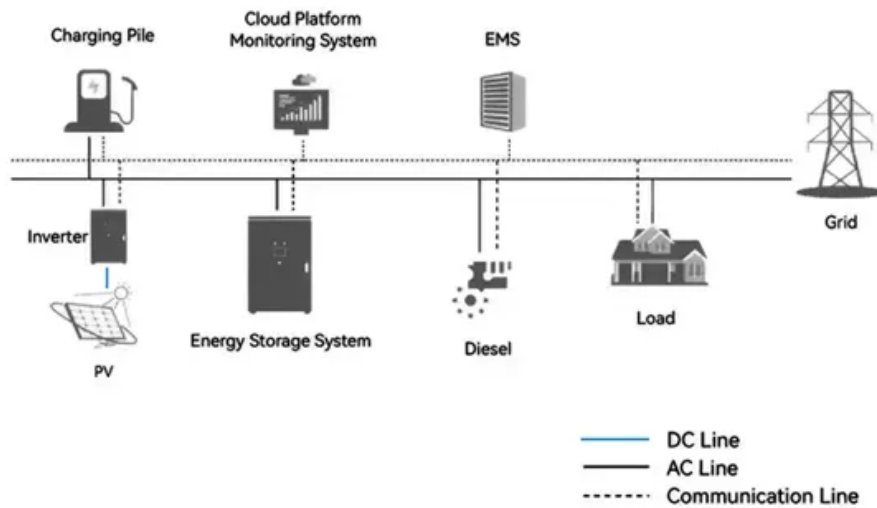 Charging Pile
Cloud Platform
Monitoring System
EMS
Grid
Inverter
PV
Energy Storage System
Diesel
Load
DC Line
AC Line
Communication Line